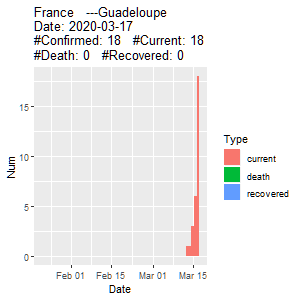 France   ---Guadeloupe
Date: 2020-03-17
#Confirmed: 18   #Current: 18
#Death: 0   #Recovered: 0
15
10
5
0
Num
Feb 01
Feb 15
Mar 01
Mar 15
Date
Type
current
death
recovered